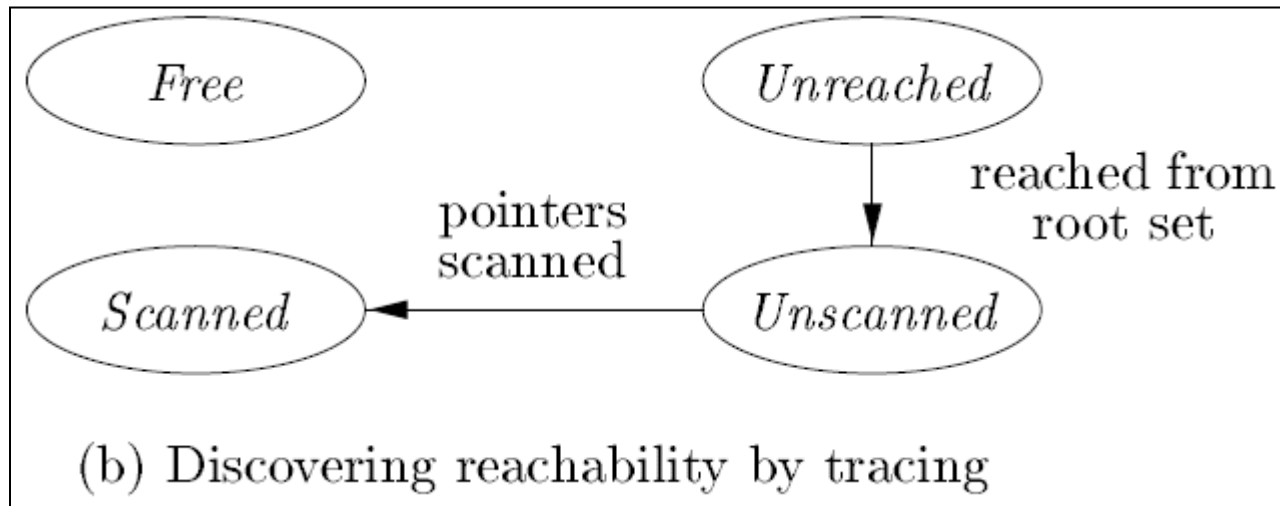 Free
Unreached
reached from
root set
pointers
scanned
Scanned
Unscanned
(b) Discovering reachability by tracing